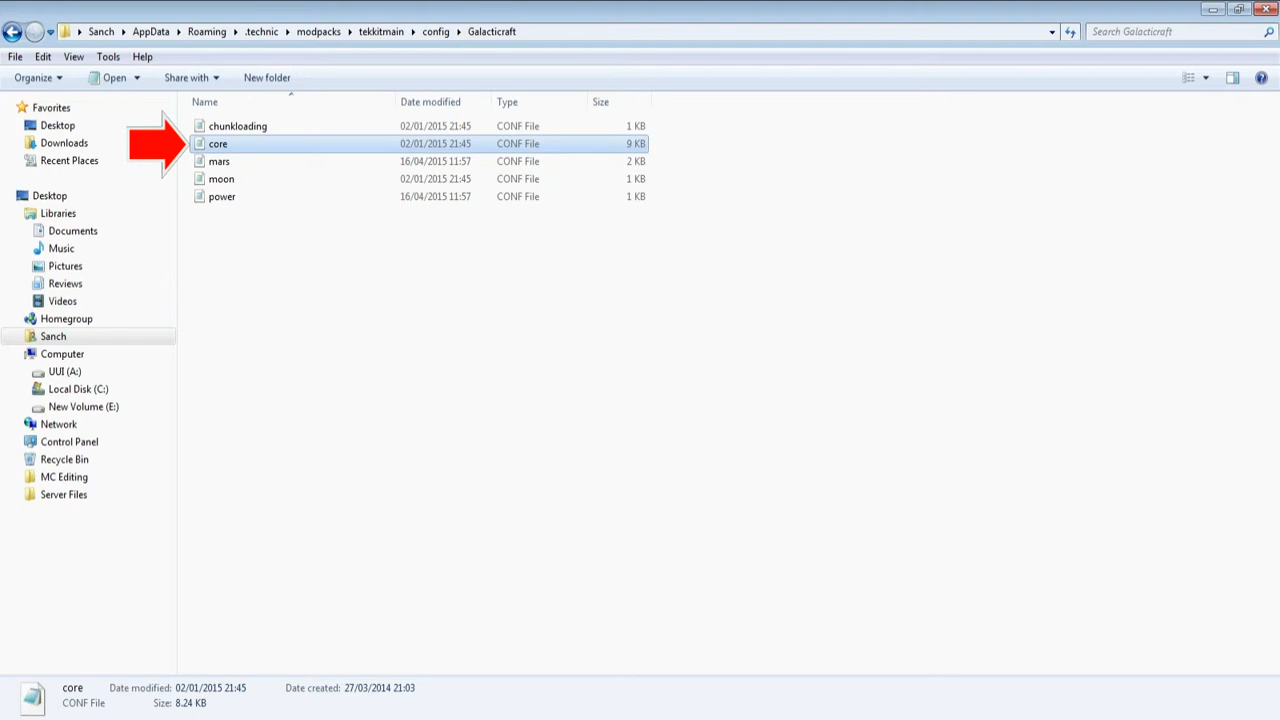 Sanch AppData Roaming .technic modpacks tekkitmain config Galacticraft Search Galacticraft
File Edit View Tools Help
Organize Open Share with New folder
Name Date modified Type Size
Favorites
Desktop
Downloads
Recent Places
Desktop
Libraries
Documents
Music
Pictures
Reviews
Videos
Homegroup
Sanch
Computer
UUI (A:)
Local Disk (C:)
New Volume (E:)
Network
Control Panel
Recycle Bin
MC Editing
Server Files
chunkloading 02/01/2015 21:45 CONF File 1 KB
core 02/01/2015 21:45 CONF File 9 KB
mars 16/04/2015 11:57 CONF File 2 KB
moon 02/01/2015 21:45 CONF File 1 KB
power 16/04/2015 11:57 CONF File 1 KB
core Date modified: 02/01/2015 21:45 Date created: 27/03/2014 21:03
CONF File Size: 8.24 KB